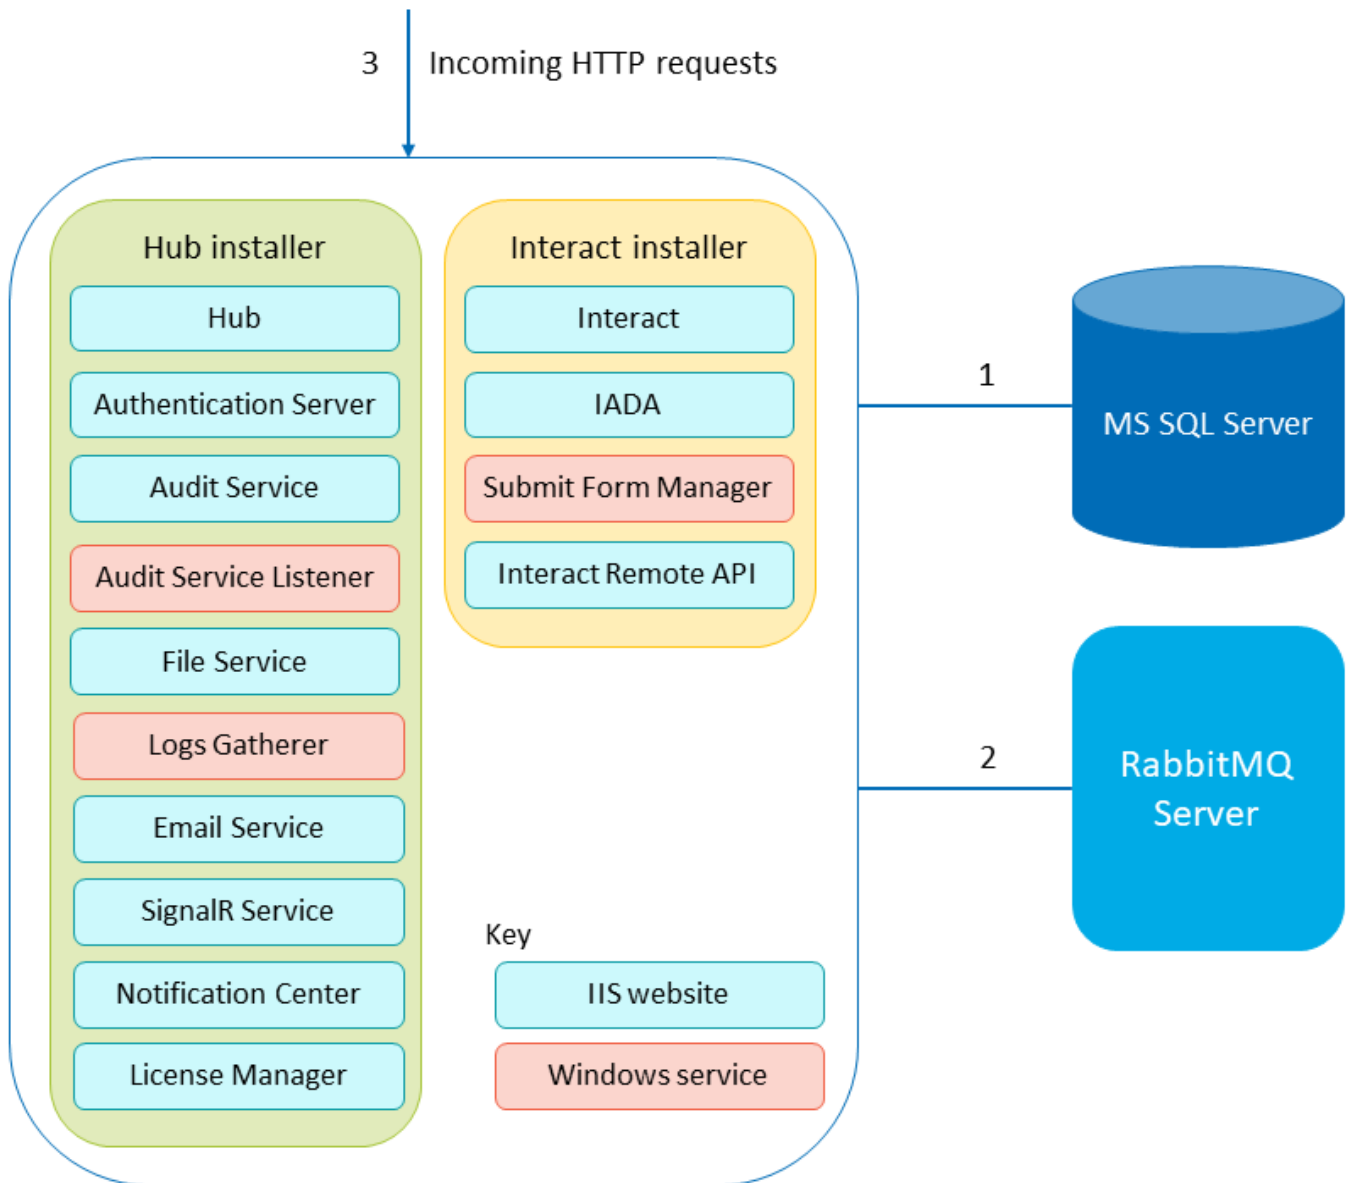 3
Incoming HTTP requests
Hub installer
Hub
Authentication Server
Audit Service
Audit Service Listener
File Service
Logs Gatherer
Email Service
SignalR Service
Notification Center
License Manager
Interact installer
Interact
IADA
Submit Form Manager
Interact Remote API
Key
IIS website
Windows service
1
MS SQL Server
2
RabbitMQ
Server